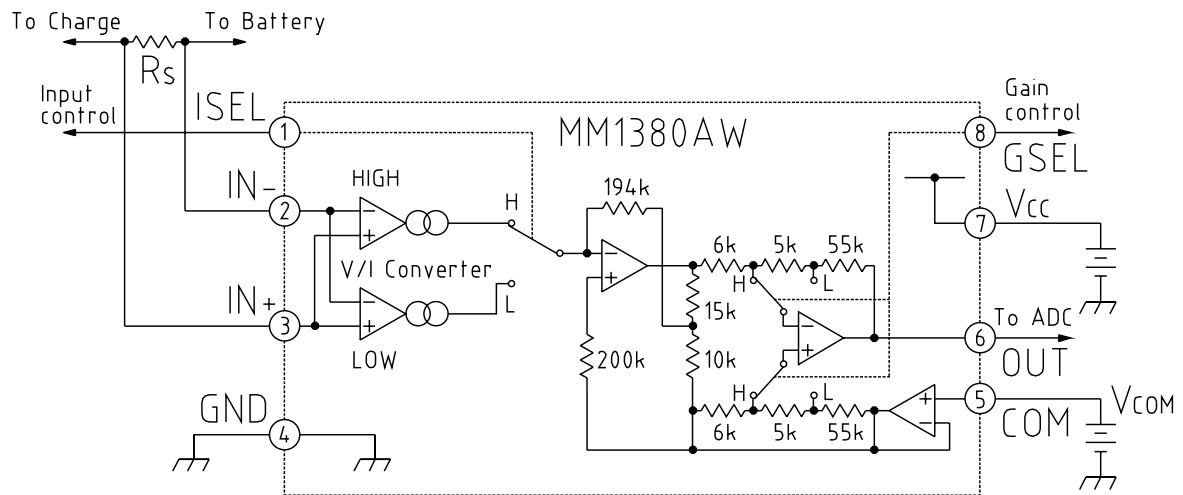 To Charge
To Battery
Rs
Input
control
ISEL
1
MM1380AW
Gain
control
8
GSEL
IN-
2
HIGH
H
194k
VCC
7
V/I Converter
6k
5k
55k
H
L
IN+
3
L
15k
To ADC
6
OUT
LOW
200k
10k
GND
4
H
L
5
COM
VCOM
6k
5k
55k
-
+
-
+
-
+
-
+
+
-